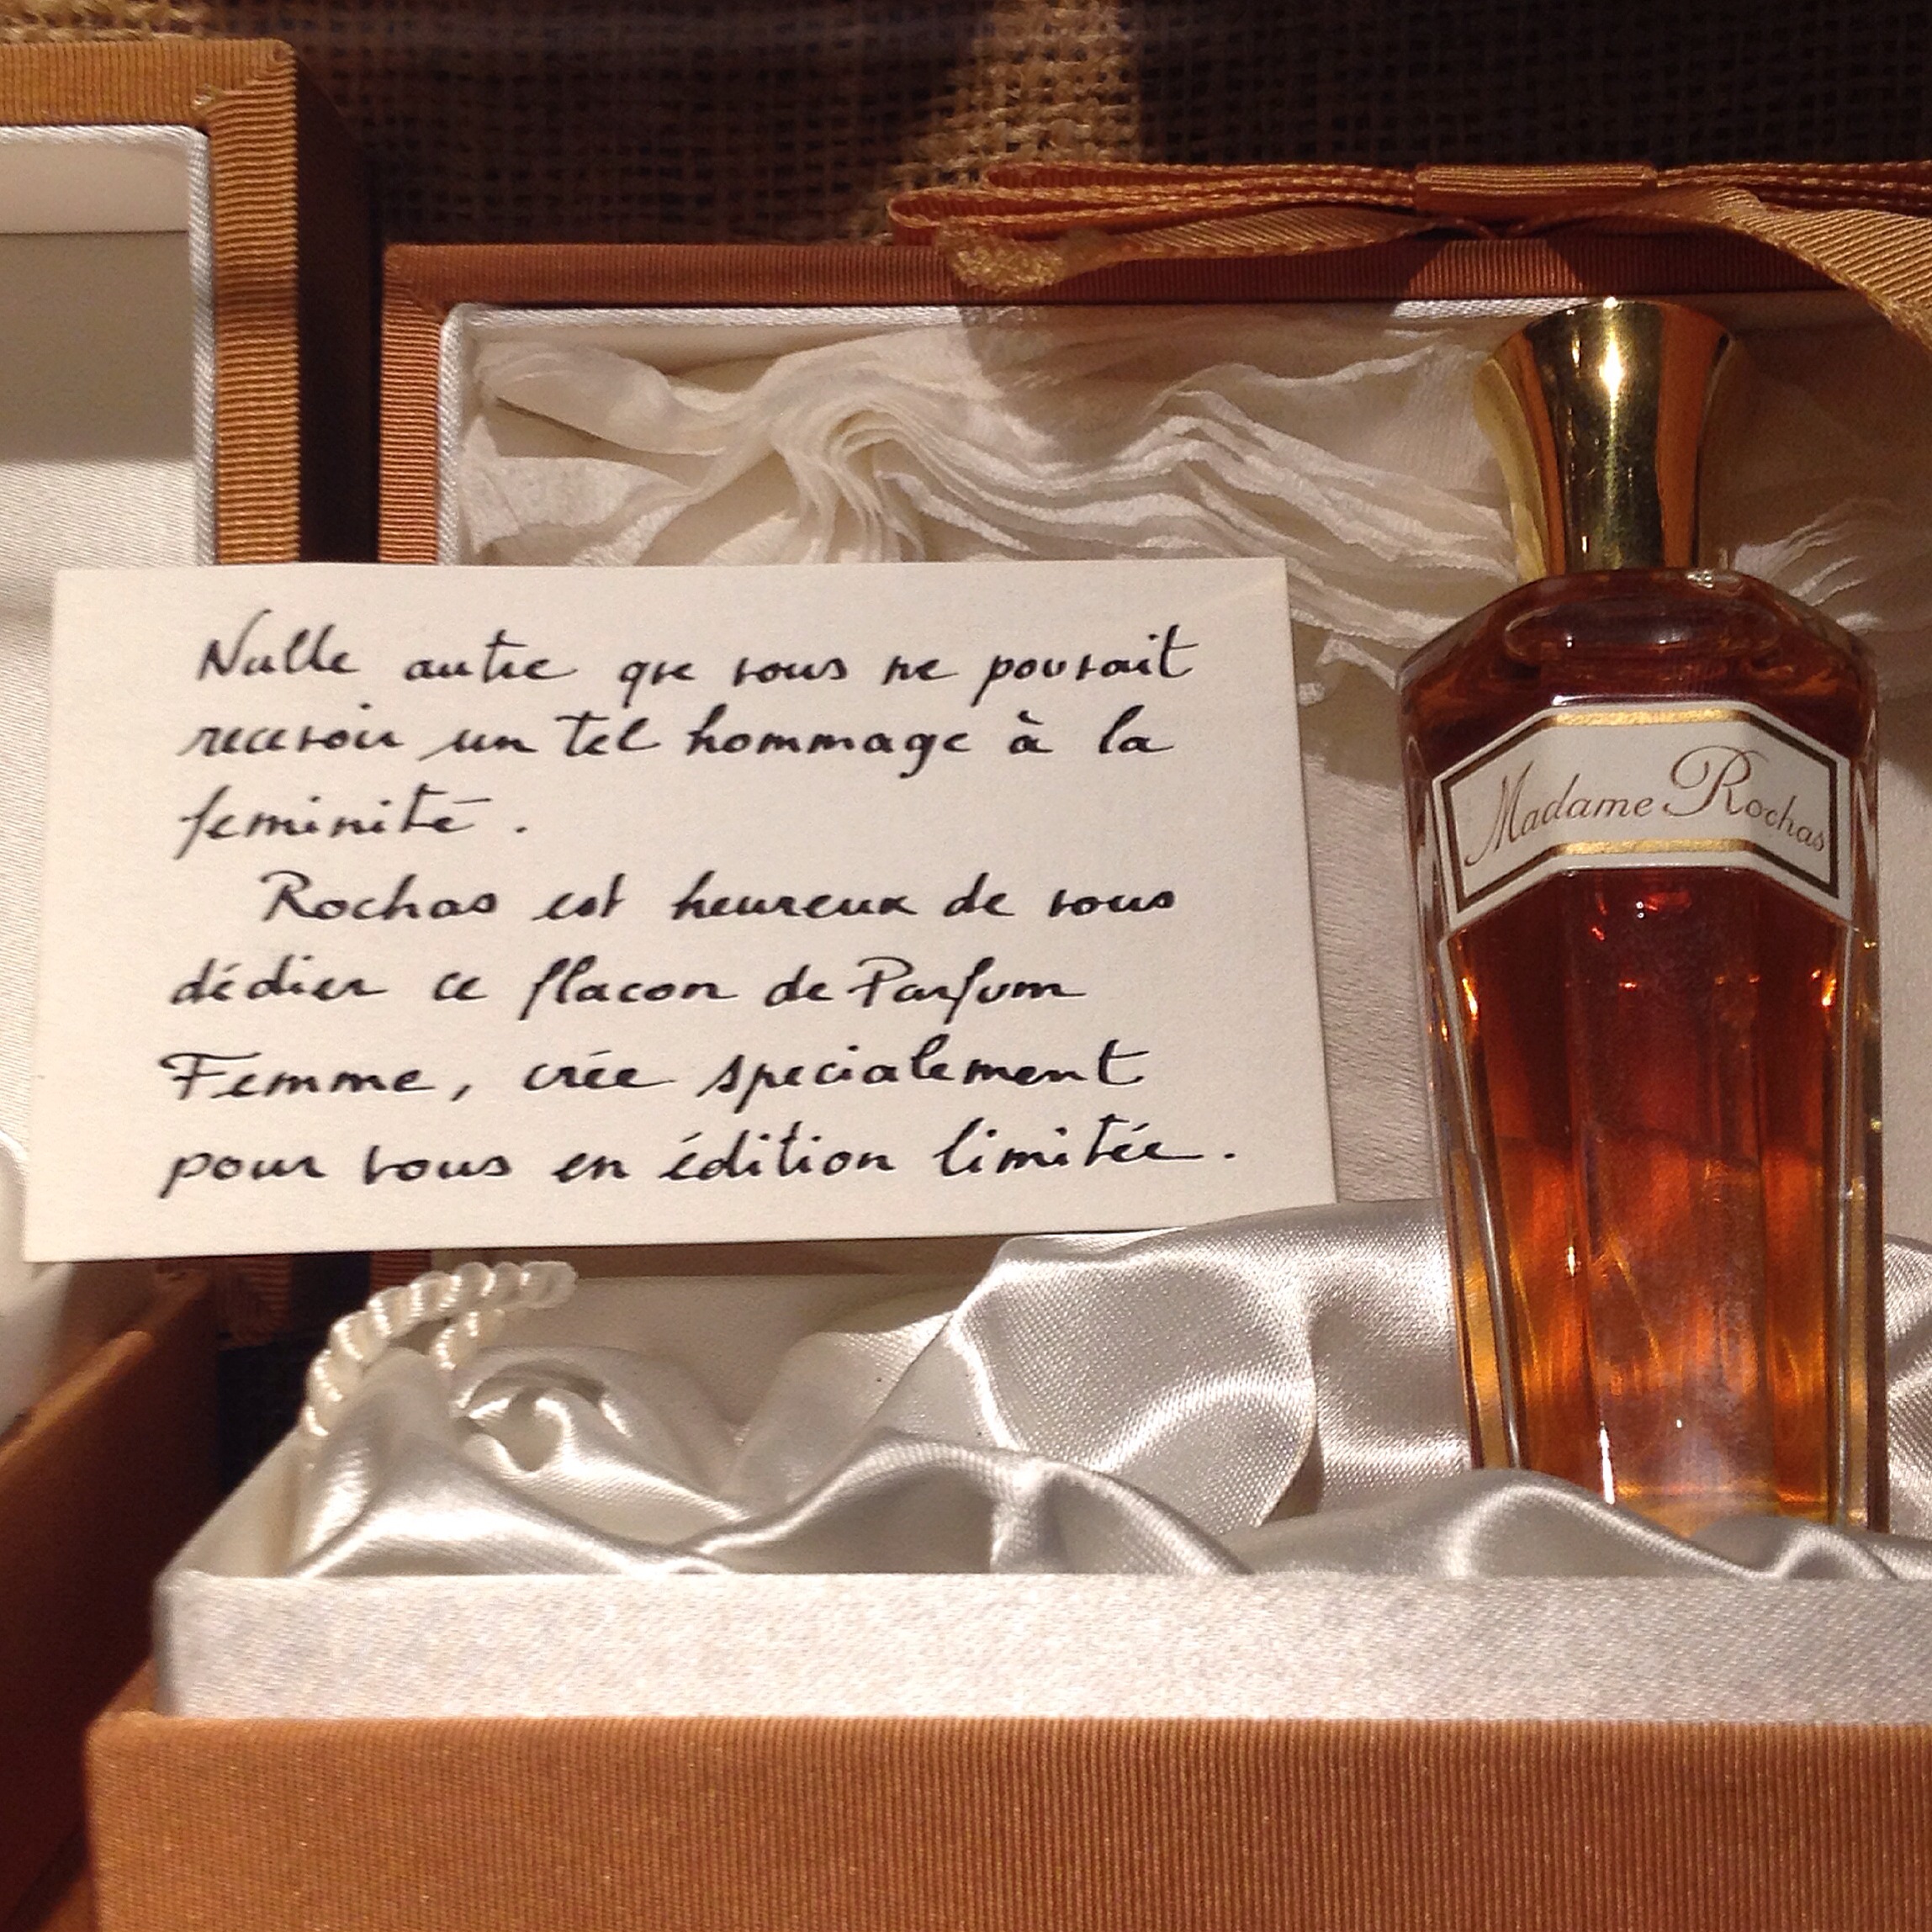 Nulle autre que vous ne pourait
recevoir un tel hommage à la
feminité.
Rochas est heureux de vous
dédier ce flacon de Parfum
Femme, crée specialement
pour vous en édition limitée.
Madame Rochas